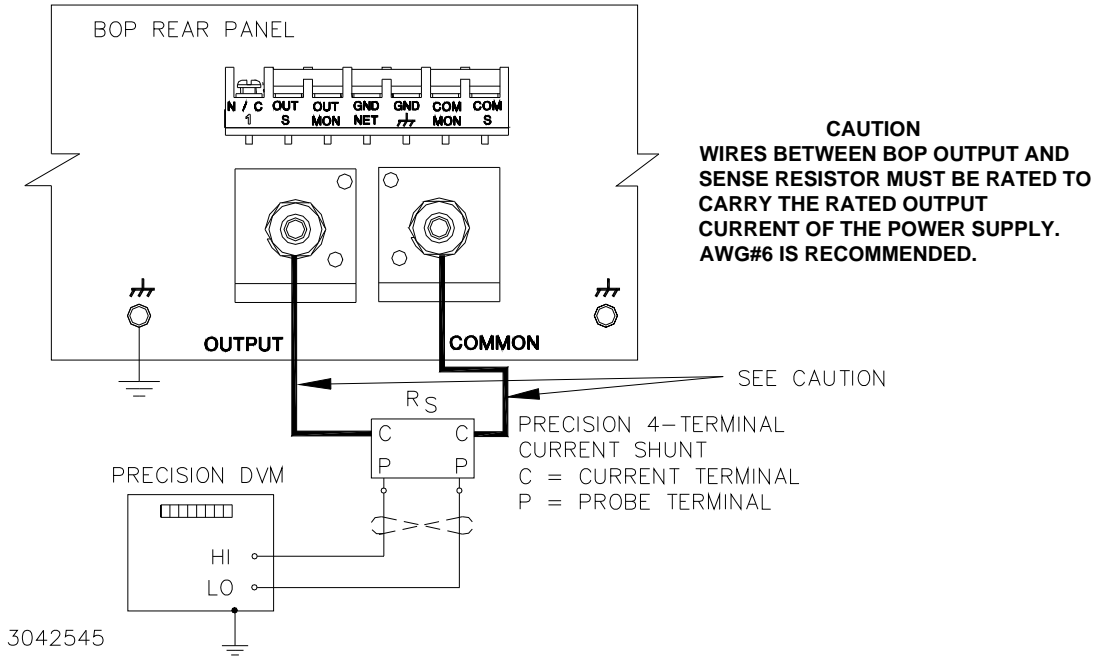 BOP REAR PANEL
N / C OUT OUT GND GND COM COM
1 S MON NET MON S
CAUTION
WIRES BETWEEN BOP OUTPUT AND
SENSE RESISTOR MUST BE RATED TO
CARRY THE RATED OUTPUT
CURRENT OF THE POWER SUPPLY.
AWG#6 IS RECOMMENDED.
OUTPUT COMMON
SEE CAUTION
RS
C C
P P
PRECISION 4-TERMINAL
CURRENT SHUNT
C = CURRENT TERMINAL
P = PROBE TERMINAL
PRECISION DVM
HI
LO
3042545